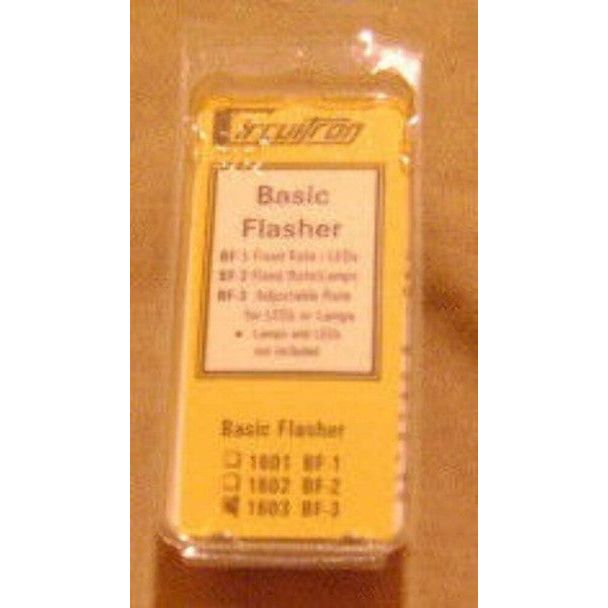 Circuitron
Basic
Flasher
BF-1 Fixed Rate / LEDs
BF-2 Fixed Rate/Lamps
BF-3 Adjustable Rate
for LEDs or Lamps
• Lamps and LEDs
not included
Basic Flasher
1601 BF-1
1602 BF-2
1603 BF-3